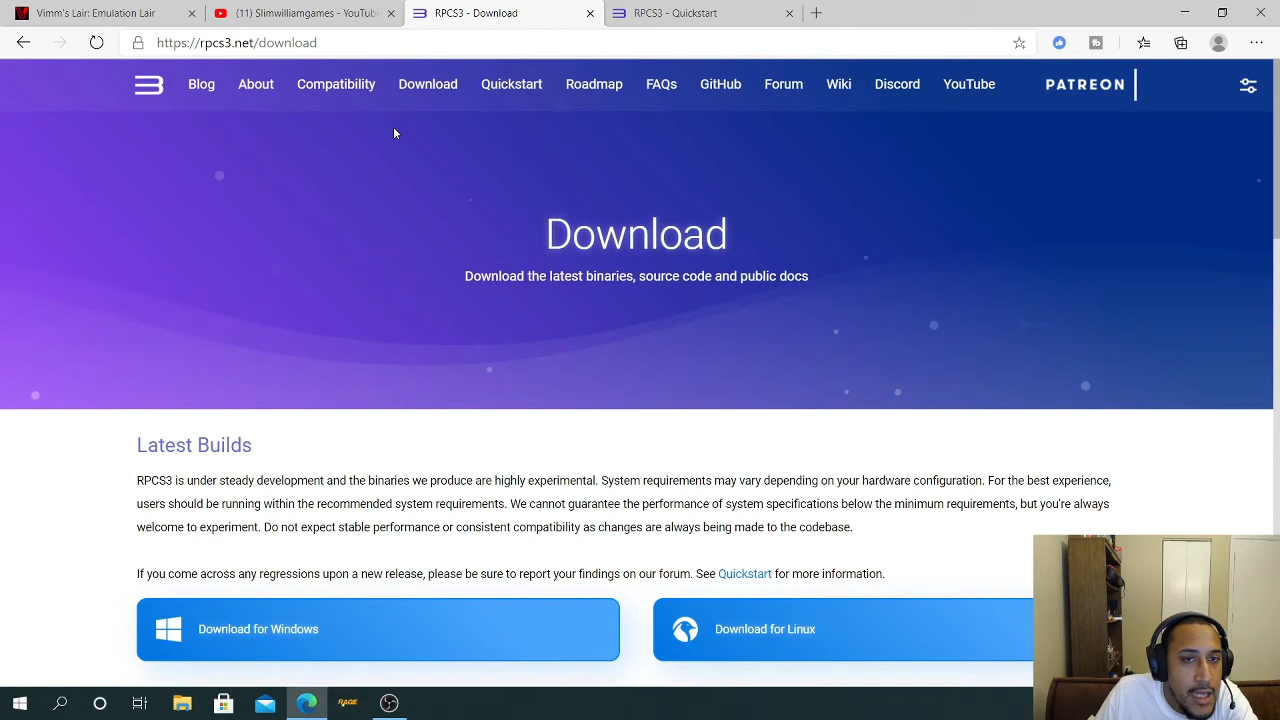 Vimm's Lair: Emulation Lair
(11) Slimwilliamgames - YouTube
RPCS3 - Download
RPCS3 - Quickstart
https://rpcs3.net/download
Blog About Compatibility Download Quickstart Roadmap FAQs GitHub Forum Wiki Discord YouTube PATREON
Download
Download the latest binaries, source code and public docs
Latest Builds
RPCS3 is under steady development and the binaries we produce are highly experimental. System requirements may vary depending on your hardware configuration. For the best experience,
users should be running within the recommended system requirements. We cannot guarantee the performance of system specifications below the minimum requirements, but you're always
welcome to experiment. Do not expect stable performance or consistent compatibility as changes are always being made to the codebase.
If you come across any regressions upon a new release, please be sure to report your findings on our forum. See Quickstart for more information.
Download for Windows
Download for Linux
RAGE